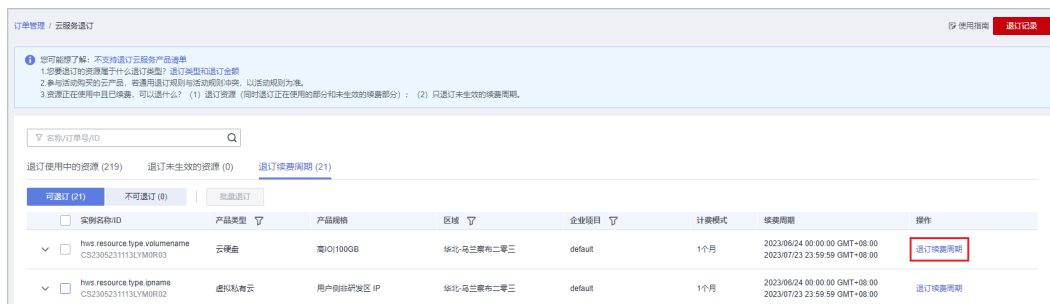 订单管理 / 云服务退订
使用指南 退订记录
您可能想了解：不支持退订云服务产品清单
1.您要退订的资源属于什么退订类型？退订类型和退订金额
2.参与活动购买的云产品，若通用退订规则与活动规则冲突，以活动规则为准。
3.资源正在使用中且已续费，可以退什么？（1）退订资源（同时退订正在使用的部分和未生效的续费部分）；（2）只退订未生效的续费周期。
名称/订单号/ID
退订使用中的资源 (219) 退订未生效的资源 (0) 退订续费周期 (21)
可退订 (21) 不可退订 (0) 批量退订
实例名称/ID 产品类型 产品规格 区域 企业项目 计费模式 续费周期 操作
hws.resource.type.volumename 云硬盘 高IO|100GB 华北-乌兰察布二零三 default 1个月 2023/06/24 00:00:00 GMT+08:00 退订续费周期
CS2305231113LYM0R03 2023/07/23 23:59:59 GMT+08:00
hws.resource.type.ipname 虚拟私有云 用户侧非研发区 IP 华北-乌兰察布二零三 default 1个月 2023/06/24 00:00:00 GMT+08:00 退订续费周期
CS2305231113LYM0R02 2023/07/23 23:59:59 GMT+08:00